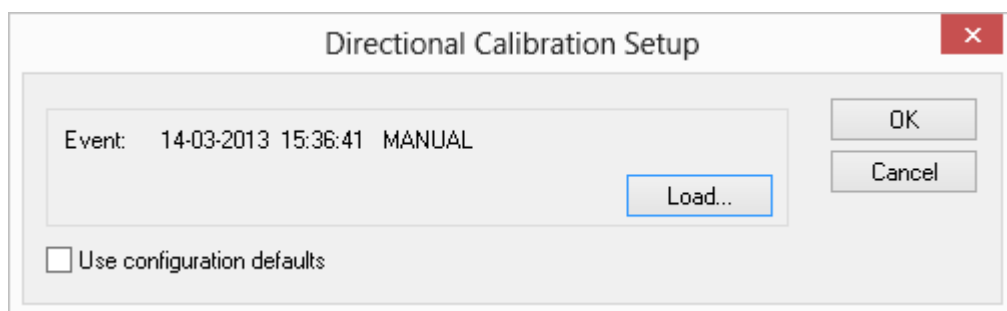 Directional Calibration Setup
Event: 14-03-2013 15:36:41 MANUAL
Load...
OK
Cancel
Use configuration defaults